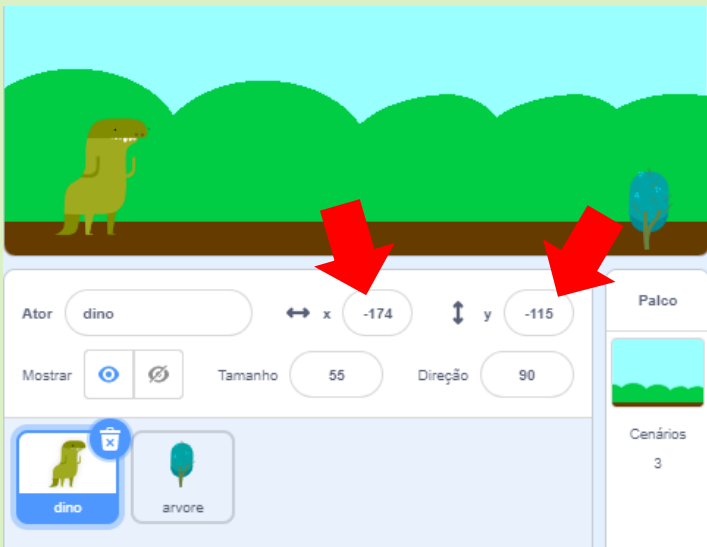 Ator dino x -174 y -115 Palco
Mostrar Tamanho 55 Direção 90
Cenários
3
dino arvore